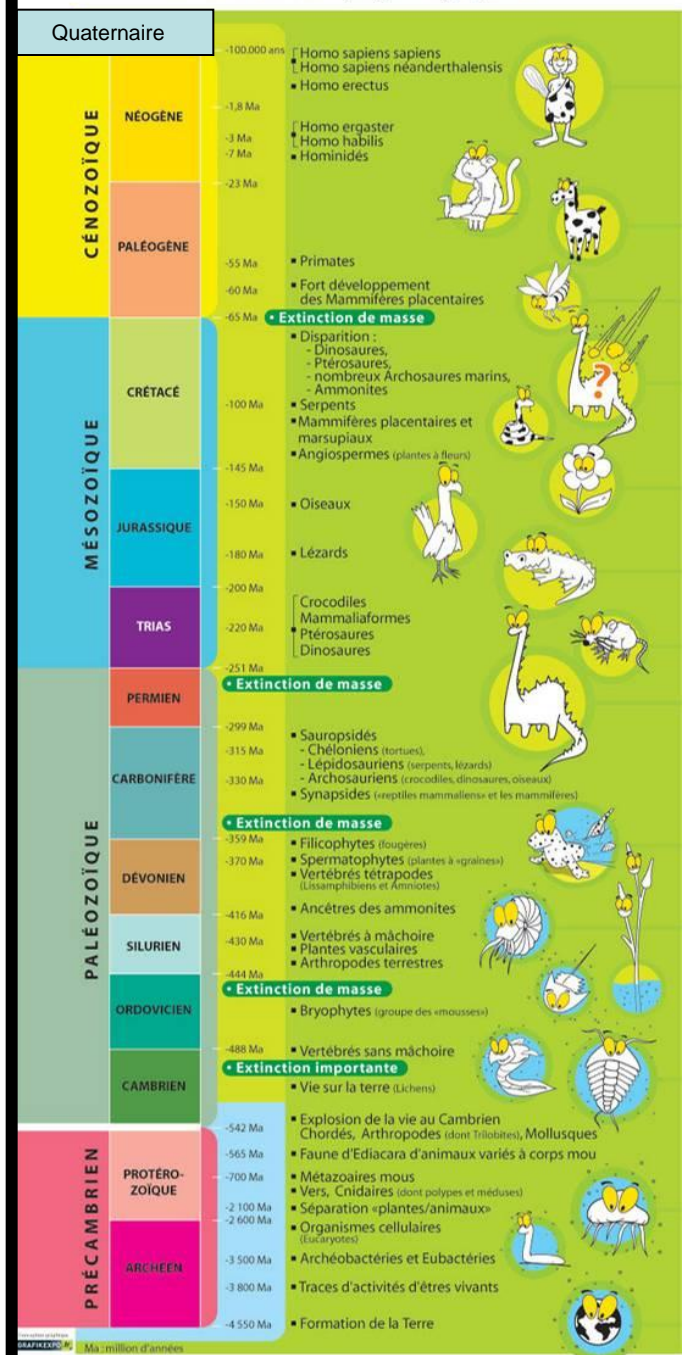 Quaternaire
CÉNOZOÏQUE
NÉOGÈNE
PALÉOGÈNE
-100.000 ans
Homo sapiens sapiens
Homo sapiens néanderthalensis
▪ Homo erectus
-1,8 Ma
Homo ergaster
-3 Ma
Homo habilis
-7 Ma
▪ Hominidés
-23 Ma
-55 Ma
▪ Primates
-60 Ma
▪ Fort développement
des Mammifères placentaires
-65 Ma
• Extinction de masse
MÉSOZOÏQUE
CRÉTACÉ
JURASSIQUE
TRIAS
▪ Disparition :
- Dinosaures,
- Ptérosaures,
- nombreux Archosaures marins,
- Ammonites
?
-100 Ma
▪ Serpents
▪ Mammifères placentaires et
marsupiaux
▪ Angiospermes (plantes à fleurs)
-145 Ma
-150 Ma
▪ Oiseaux
-180 Ma
▪ Lézards
-200 Ma
-220 Ma
Crocodiles
Mammaliaformes
Ptérosaures
Dinosaures
-251 Ma
• Extinction de masse
PALÉOZOÏQUE
PERMIEN
CARBONIFÈRE
DÉVONIEN
SILURIEN
ORDOVICIEN
CAMBRIEN
-299 Ma
▪ Sauropsidés
-315 Ma
- Chéloniens (tortues),
- Lépidosauriens (serpents, lézards)
-330 Ma
- Archosauriens (crocodiles, dinosaures, oiseaux)
▪ Synapsides («reptiles mammaliens» et les mammifères)
• Extinction de masse
-359 Ma
▪ Filicophytes (fougères)
-370 Ma
▪ Spermatophytes (plantes à «graines»)
▪ Vertébrés tétrapodes
(Lissamphibiens et Amniotes)
-416 Ma
▪ Ancêtres des ammonites
-430 Ma
▪ Vertébrés à mâchoire
▪ Plantes vasculaires
▪ Arthropodes terrestres
-444 Ma
• Extinction de masse
▪ Bryophytes (groupe des «mousses»)
-488 Ma
▪ Vertébrés sans mâchoire
• Extinction importante
▪ Vie sur la terre (Lichens)
-542 Ma
▪ Explosion de la vie au Cambrien
Chordés, Arthropodes (dont Trilobites), Mollusques
PRÉCAMBRIEN
PROTÉRO-
ZOÏQUE
ARCHÉEN
-565 Ma
▪ Faune d'Ediacara d'animaux variés à corps mou
-700 Ma
▪ Métazoaires mous
▪ Vers, Cnidaires (dont polypes et méduses)
-2 100 Ma
▪ Séparation «plantes/animaux»
-2 600 Ma
▪ Organismes cellulaires
(Eucaryotes)
-3 500 Ma
▪ Archéobactéries et Eubactéries
-3 800 Ma
▪ Traces d'activités d'êtres vivants
-4 550 Ma
▪ Formation de la Terre
GRAFIKEXPO
Ma : million d'années